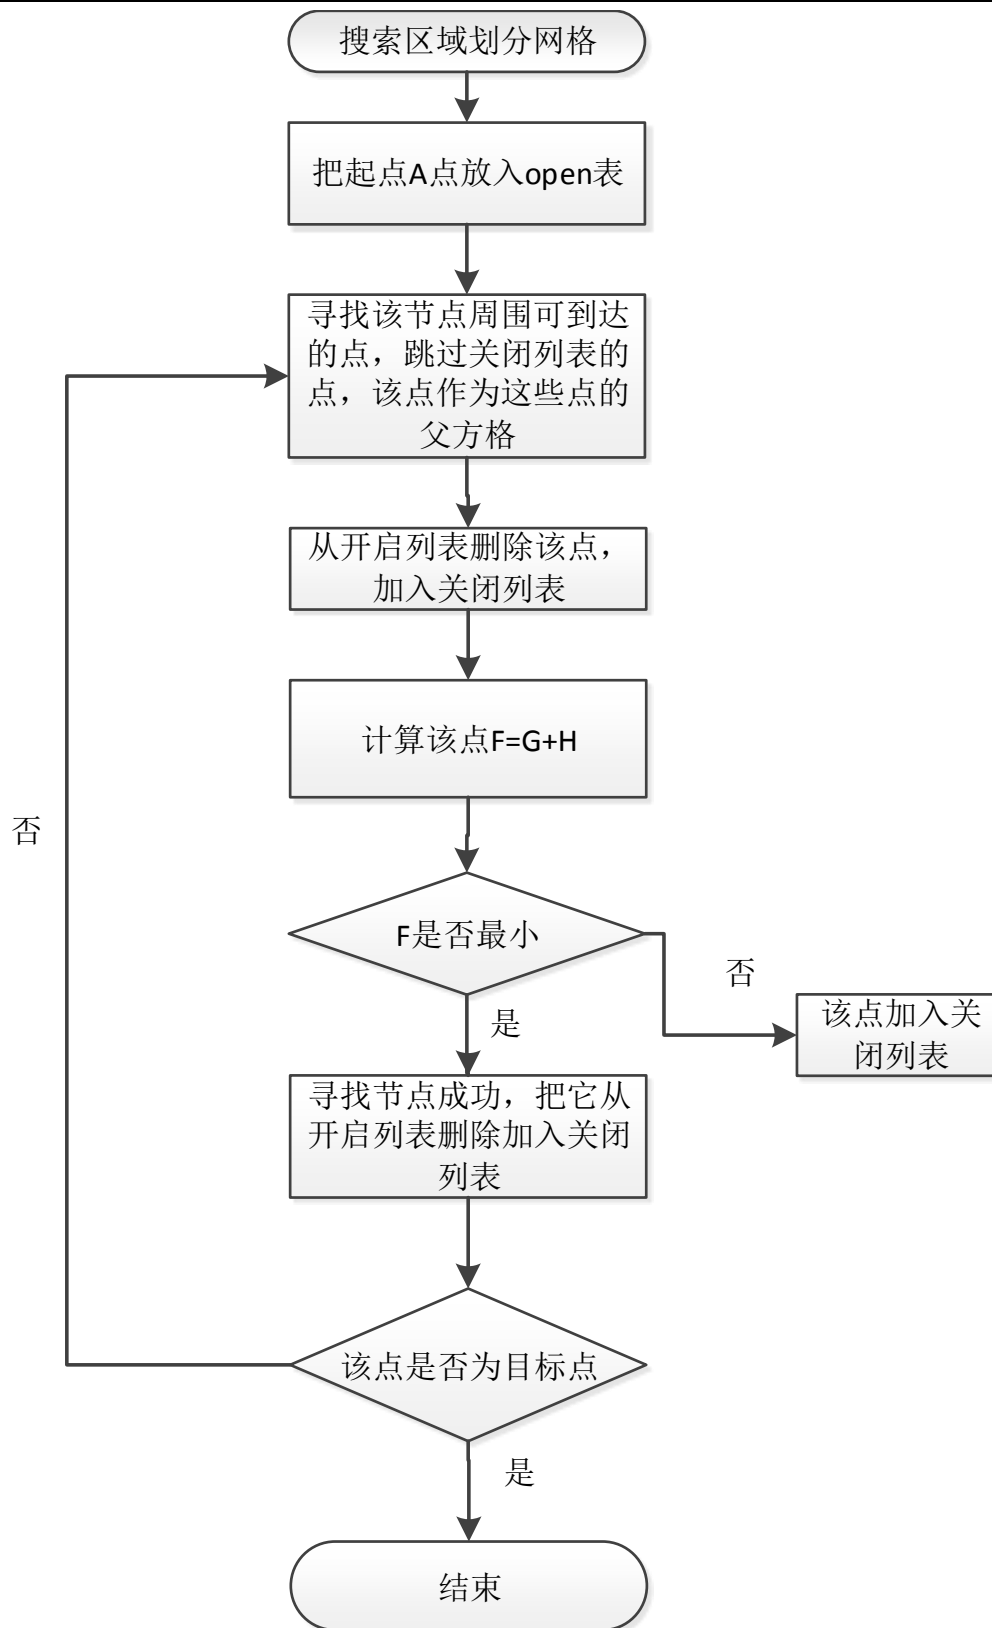 搜索区域划分网格
把起点A点放入open表
寻找该节点周围可到达
的点，跳过关闭列表的
点，该点作为这些点的
父方格
从开启列表删除该点，
加入关闭列表
计算该点F=G+H
否
F是否最小
否
是
该点加入关
闭列表
寻找节点成功，把它从
开启列表删除加入关闭
列表
该点是否为目标点
是
结束